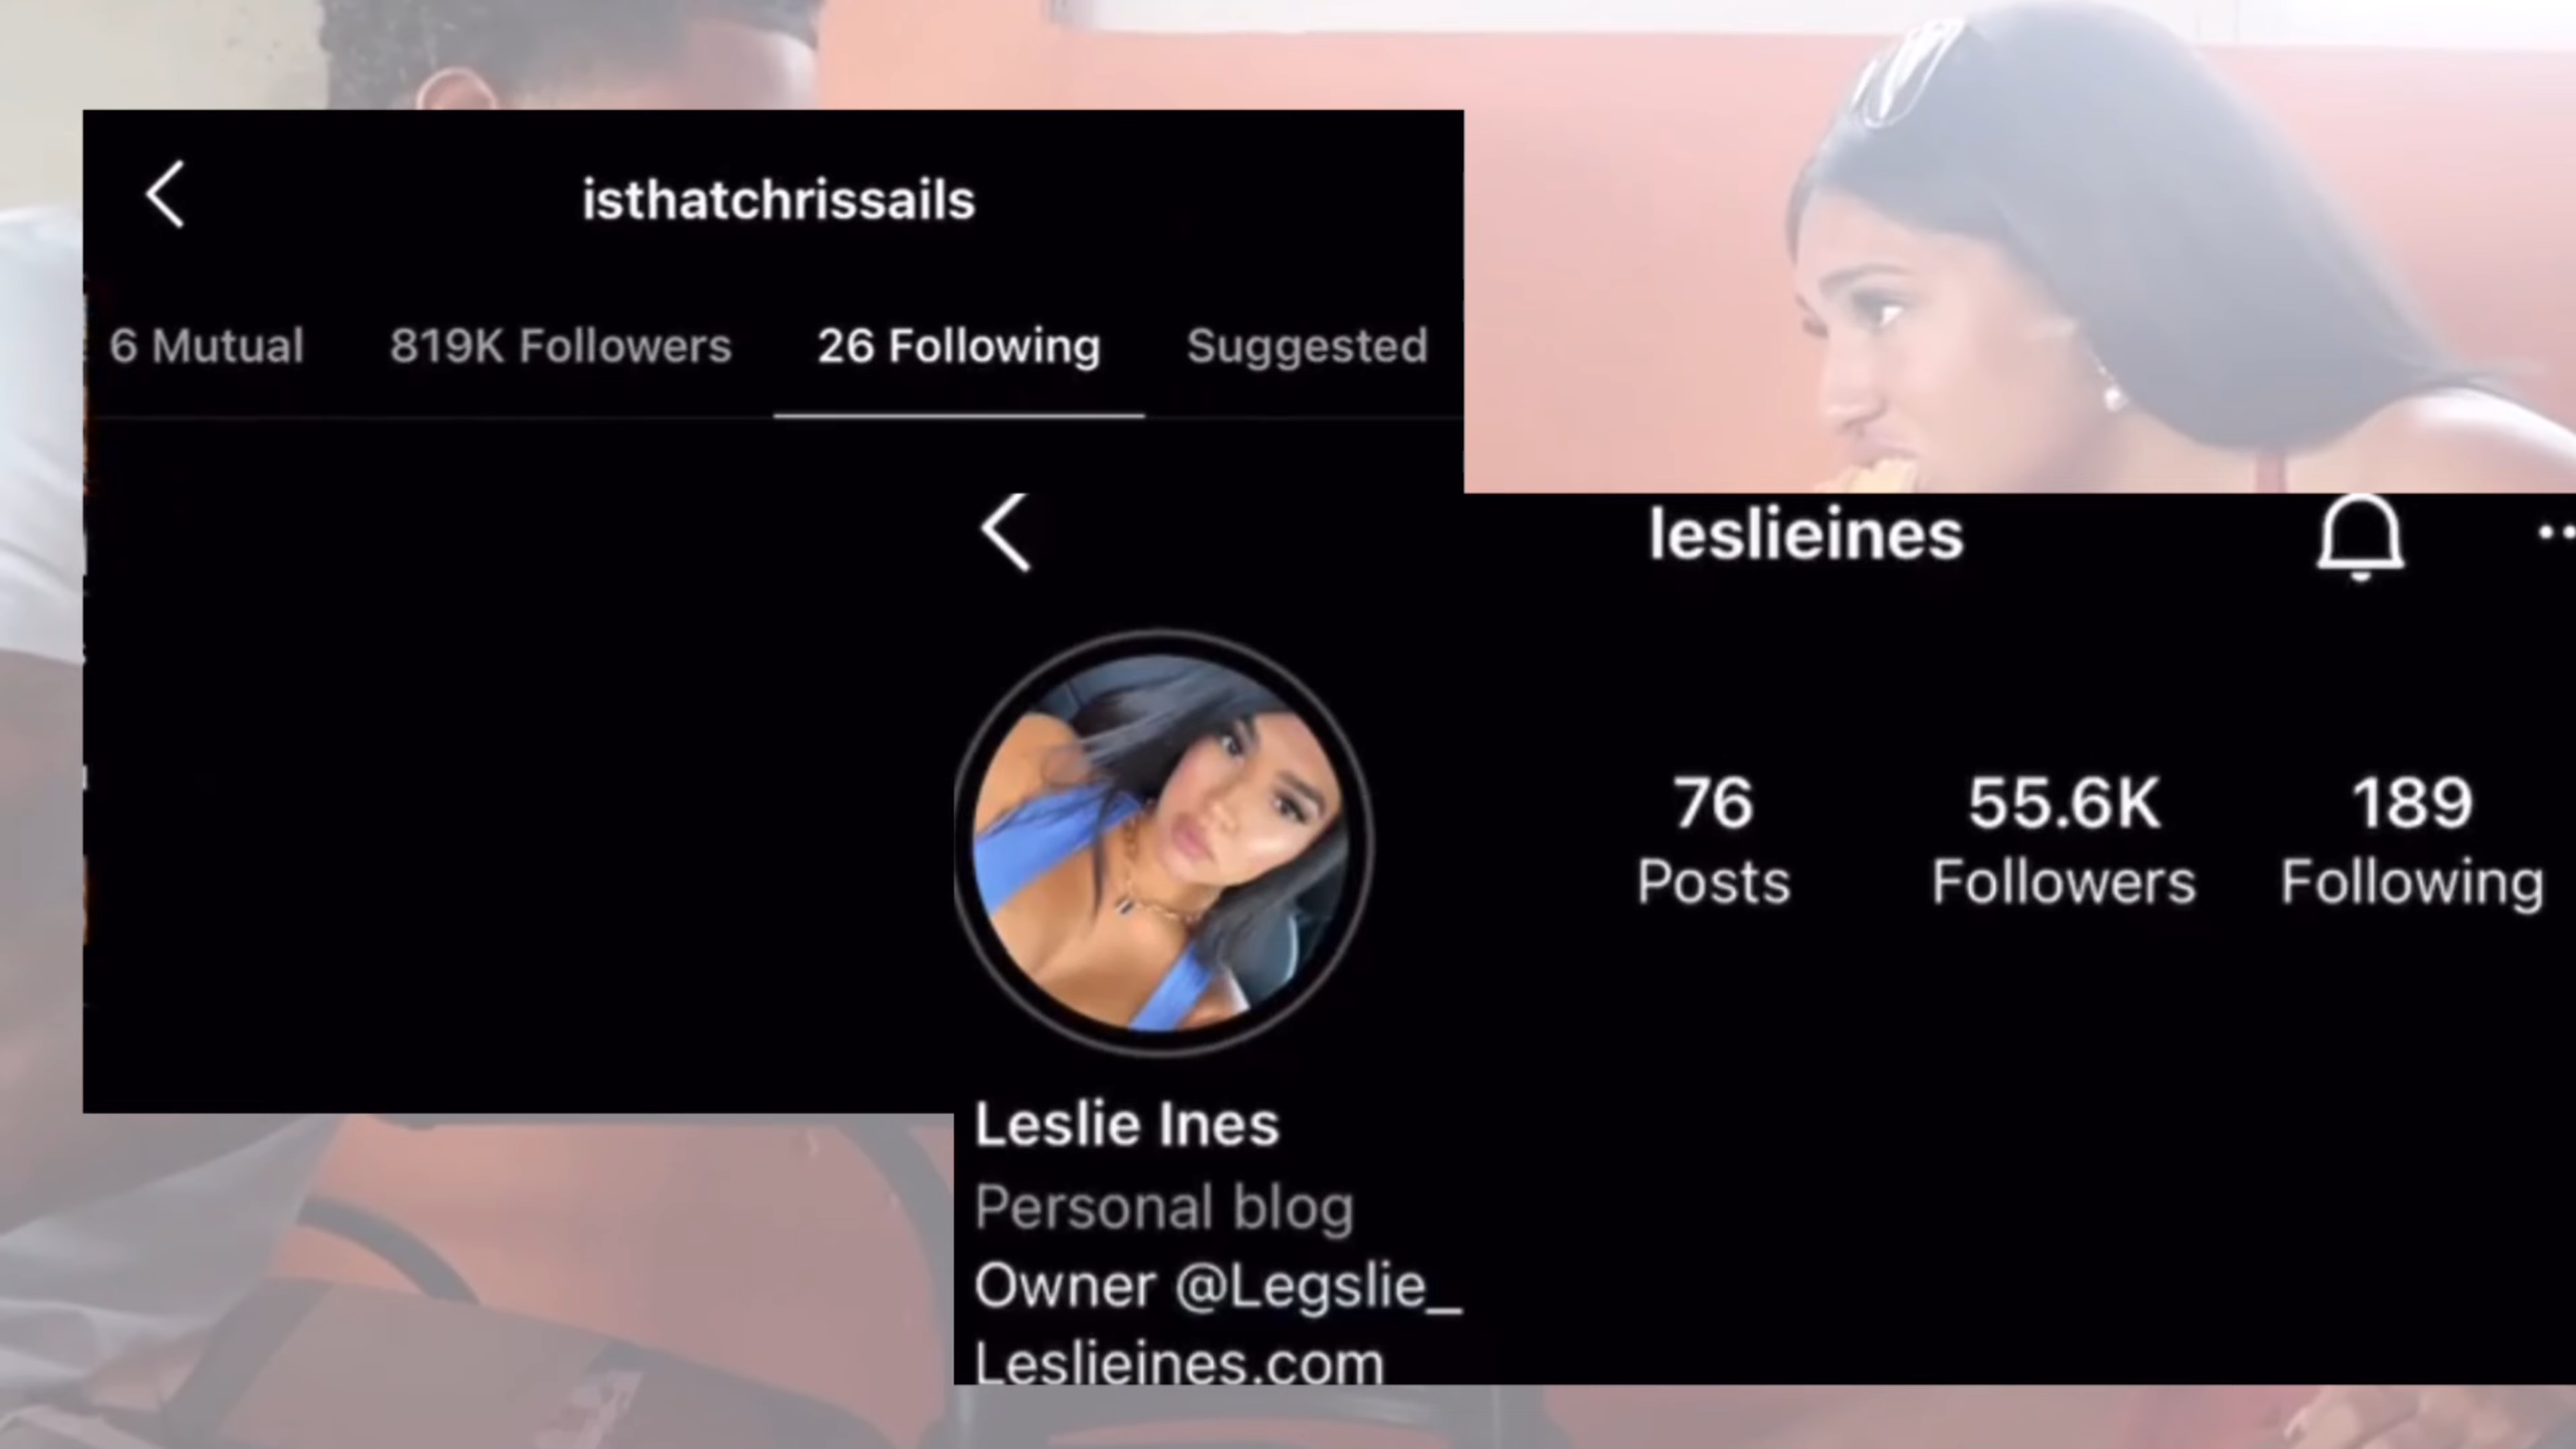 isthatchrissails
6 Mutual 819K Followers 26 Following Suggested
leslieines
76 55.6K 189
Posts Followers Following
Leslie Ines
Personal blog
Owner @Legslie_
Leslieines.com